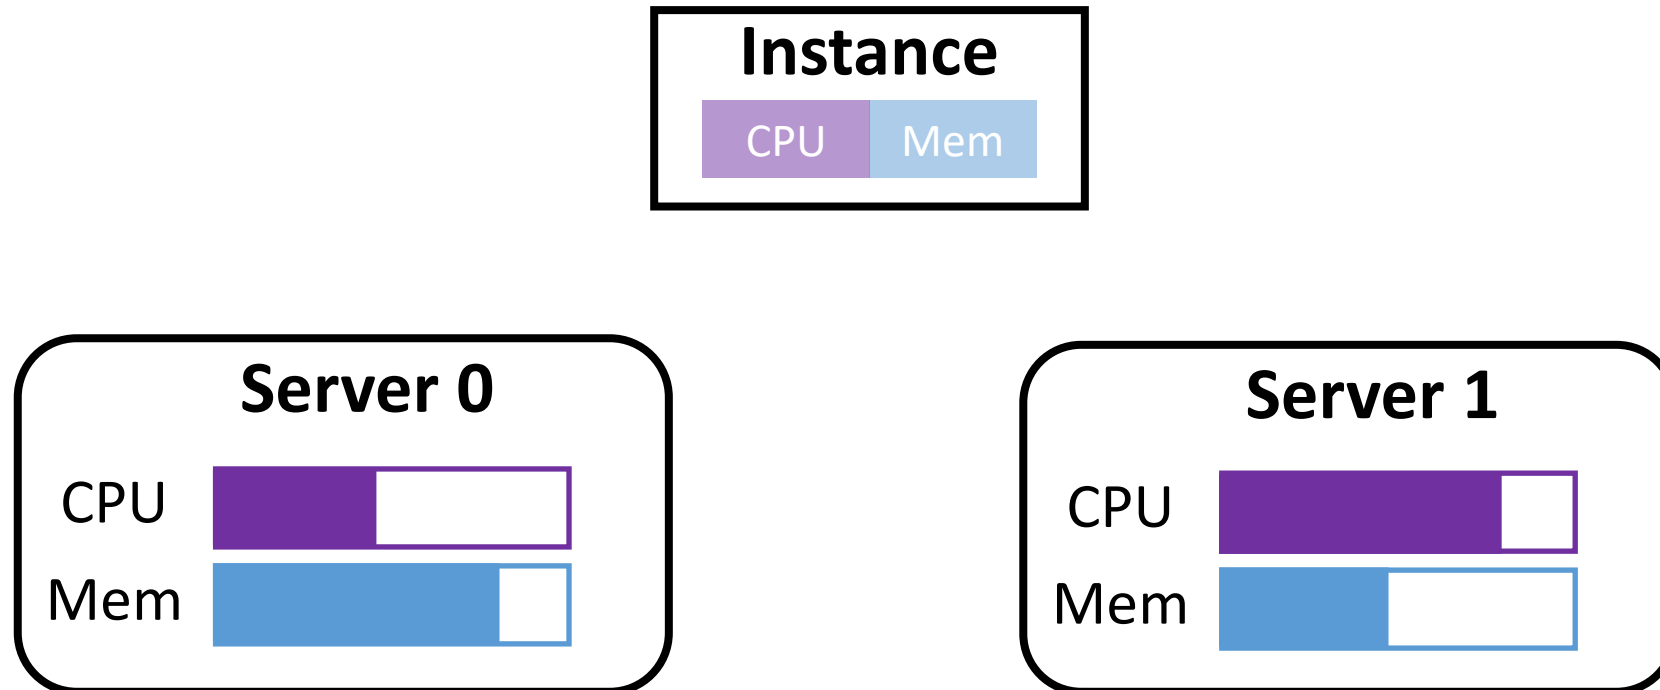 Instance
CPU Mem
Server 0
CPU
Mem
Server 1
CPU
Mem